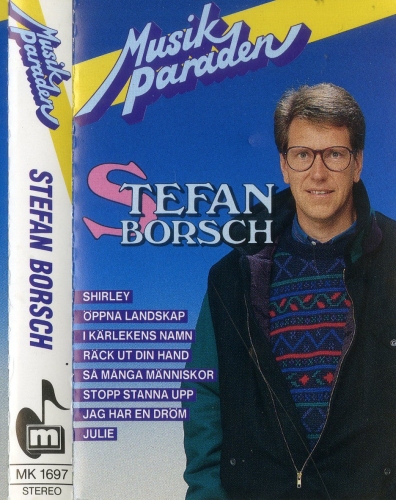 Musik
paraden
STEFAN BORSCH
MK 1697
STEREO
Musik
paraden
STEFAN
BORSCH
SHIRLEY
ÖPPNA LANDSKAP
I KÄRLEKENS NAMN
RÄCK UT DIN HAND
SÅ MÅNGA MÄNNISKOR
STOPP STANNA UPP
JAG HAR EN DRÖM
JULIE